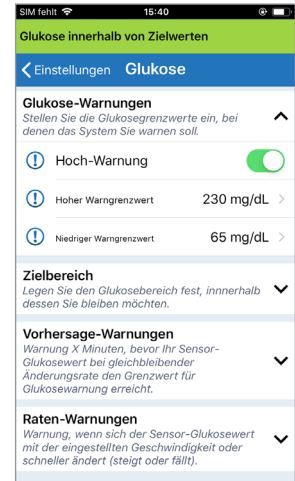 SIM fehlt 15:40
Glukose innerhalb von Zielwerten
Einstellungen Glukose
Glukose-Warnungen
Stellen Sie die Glukosegrenzwerte ein, bei
denen das System Sie warnen soll.
Hoch-Warnung
Hoher Warngrenzwert 230 mg/dL
Niedriger Warngrenzwert 65 mg/dL
Zielbereich
Legen Sie den Glukosebereich fest, innnerhalb
dessen Sie bleiben möchten.
Vorhersage-Warnungen
Warnung X Minuten, bevor Ihr Sensor-
Glukosewert bei gleichbleibender
Änderungsrate den Grenzwert für
Glukosewarnung erreicht.
Raten-Warnungen
Warnung, wenn sich der Sensor-Glukosewert
mit der eingestellten Geschwindigkeit oder
schneller ändert (steigt oder fällt).